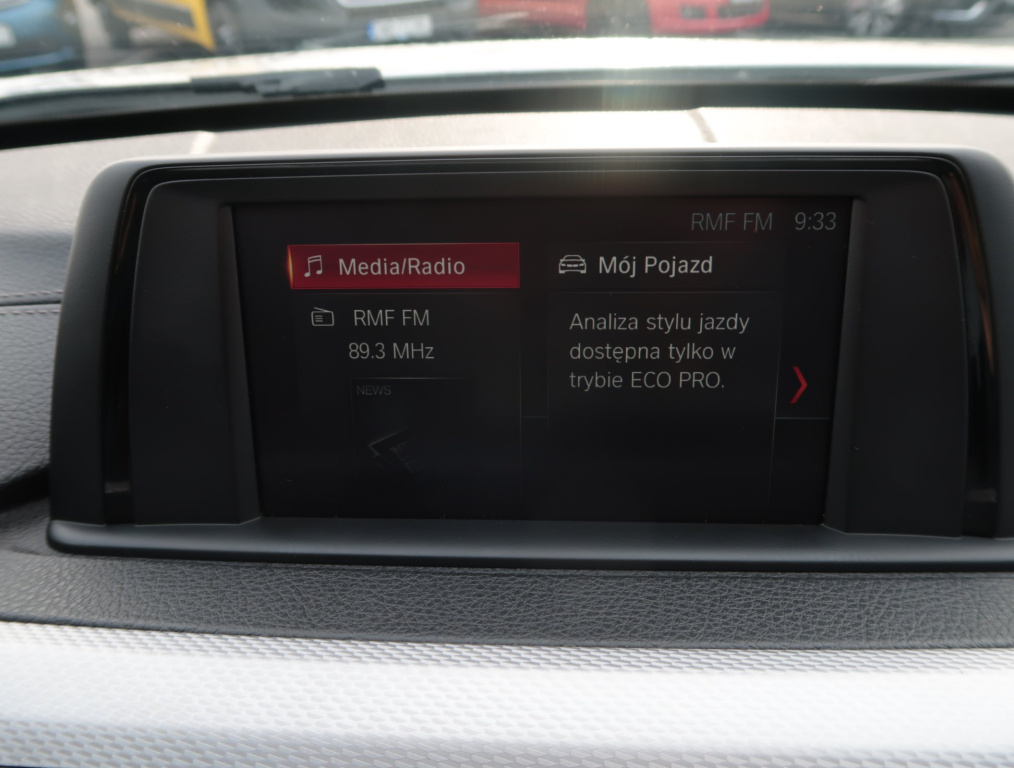 RMF FM 9:33
Media/Radio
RMF FM
89.3 MHz
NEWS
Mój Pojazd
Analiza stylu jazdy
dostępna tylko w
trybie ECO PRO.